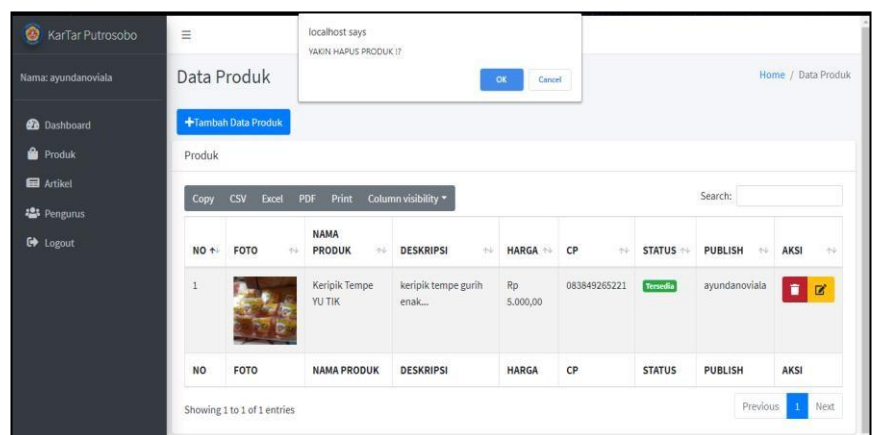 KarTar Putrosobo
Nama: ayundanoviala
Dashboard
Produk
Artikel
Pengurus
Logout
localhost says
YAKIN HAPUS PRODUK !?
OK Cancel
Data Produk
Home / Data Produk
+Tambah Data Produk
Produk
Copy CSV Excel PDF Print Column visibility
Search:
NO FOTO NAMA PRODUK DESKRIPSI HARGA CP STATUS PUBLISH AKSI
1 Keripik Tempe YU TIK keripik tempe gurih enak... Rp 5.000,00 083849265221 Tersedia ayundanoviala
NO FOTO NAMA PRODUK DESKRIPSI HARGA CP STATUS PUBLISH AKSI
Showing 1 to 1 of 1 entries
Previous 1 Next